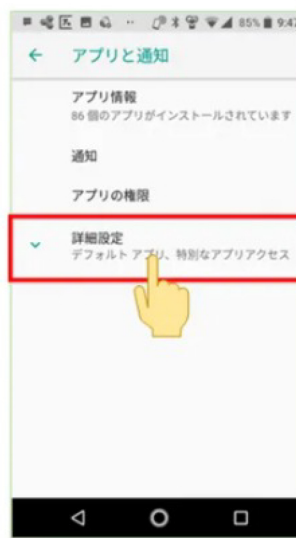 85% 9:47
アプリと通知
アプリ情報
86 個のアプリがインストールされています
通知
アプリの権限
詳細設定
デフォルト アプリ、特別なアプリアクセス